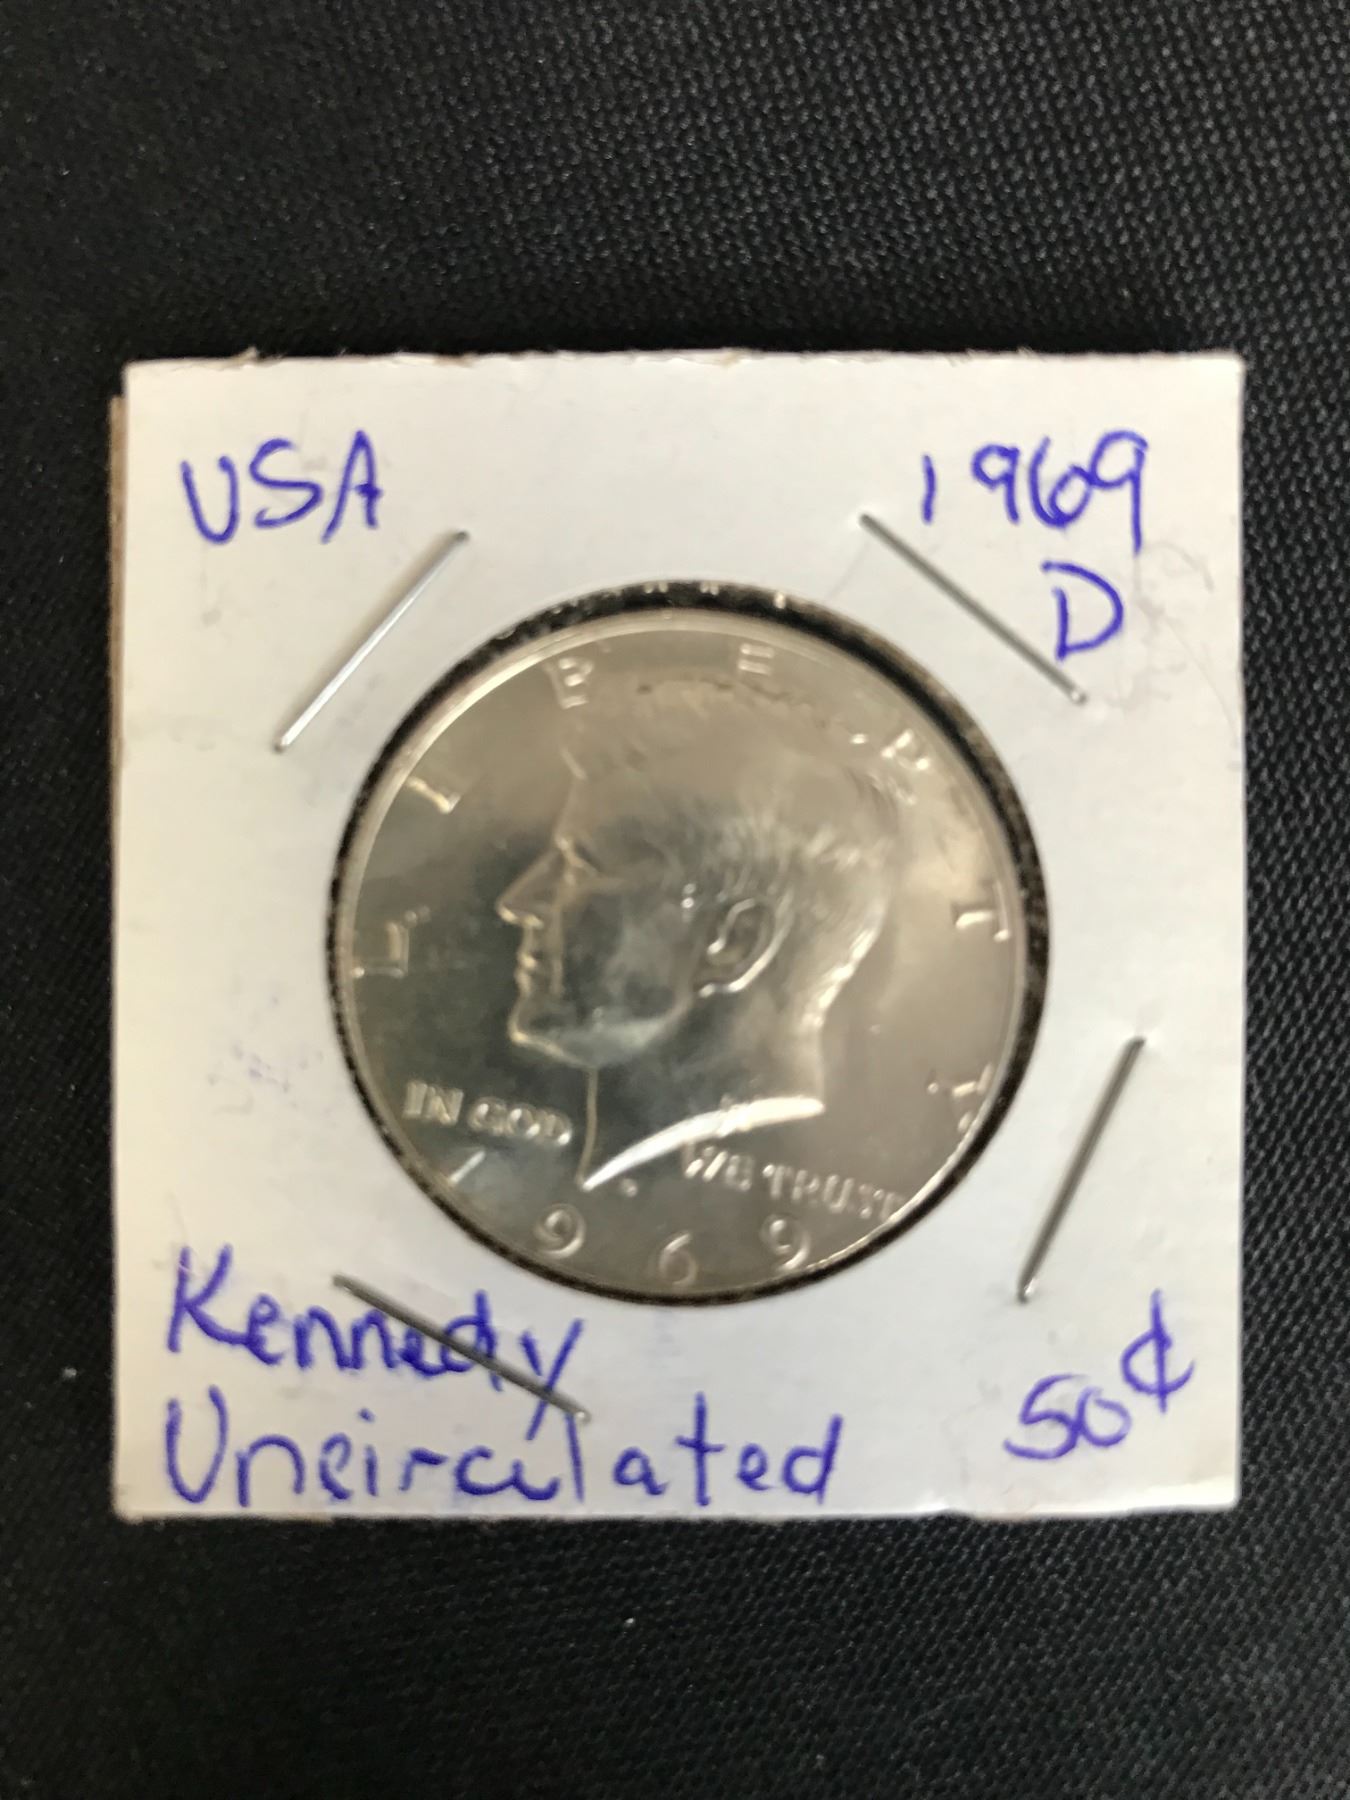 USA
1969
D
LIBERTY
IN GOD WE TRUST
1969
Kennedy
Uncirculated
50¢